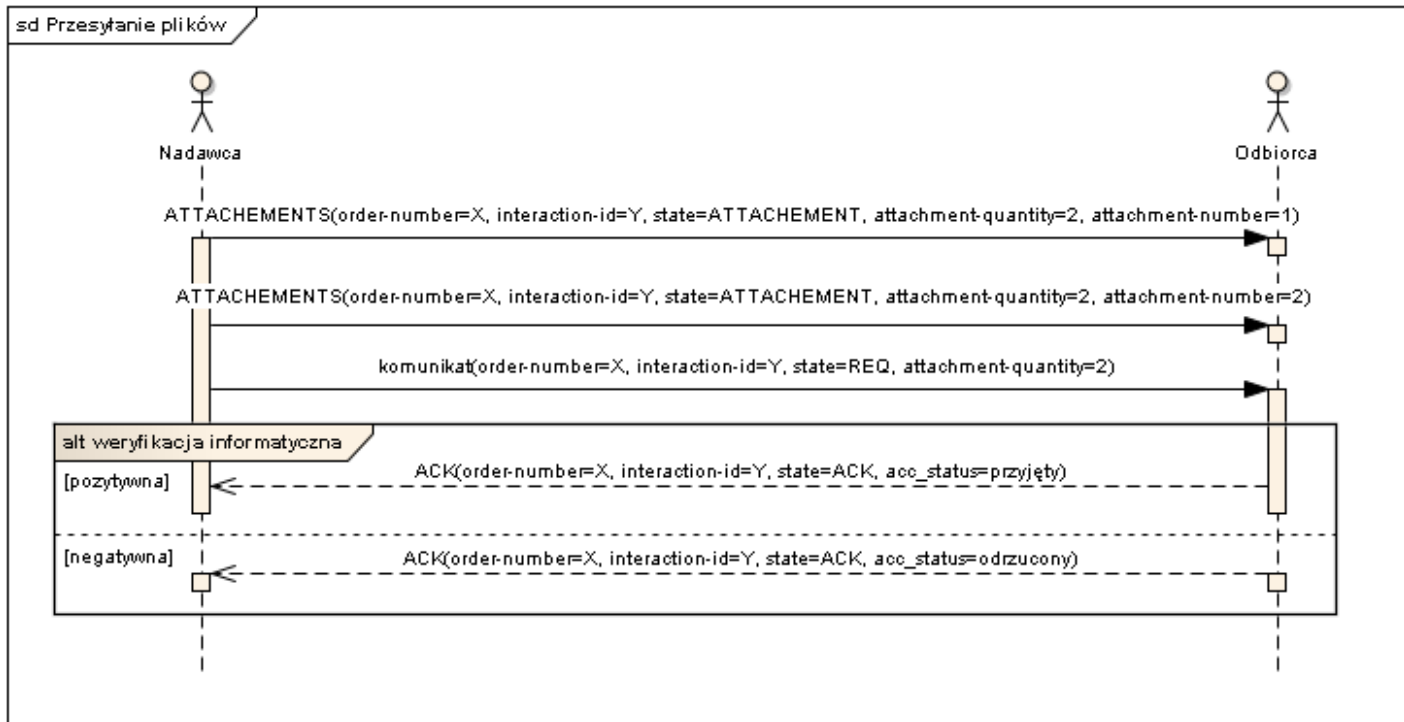 sd Przesyłanie plików
Nadawca
Odbiorca
ATTACHEMENTS(order-number=X, interaction-id=Y, state=ATTACHEMENT, attachment-quantity=2, attachment-number=1)
ATTACHEMENTS(order-number=X, interaction-id=Y, state=ATTACHEMENT, attachment-quantity=2, attachment-number=2)
komunikat(order-number=X, interaction-id=Y, state=REQ, attachment-quantity=2)
alt weryfikacja informatyczna
[pozytywna]
ACK(order-number=X, interaction-id=Y, state=ACK, acc_status=przyjęty)
[negatywna]
ACK(order-number=X, interaction-id=Y, state=ACK, acc_status=odrzucony)